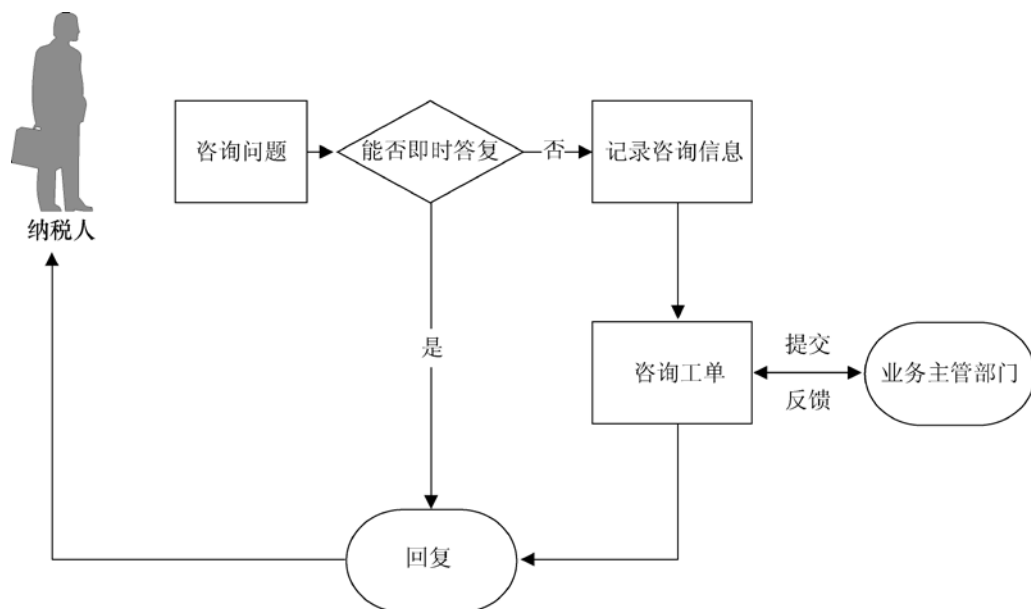 咨询问题
能否即时答复
否
记录咨询信息
纳税人
是
咨询工单
提交
反馈
业务主管部门
回复